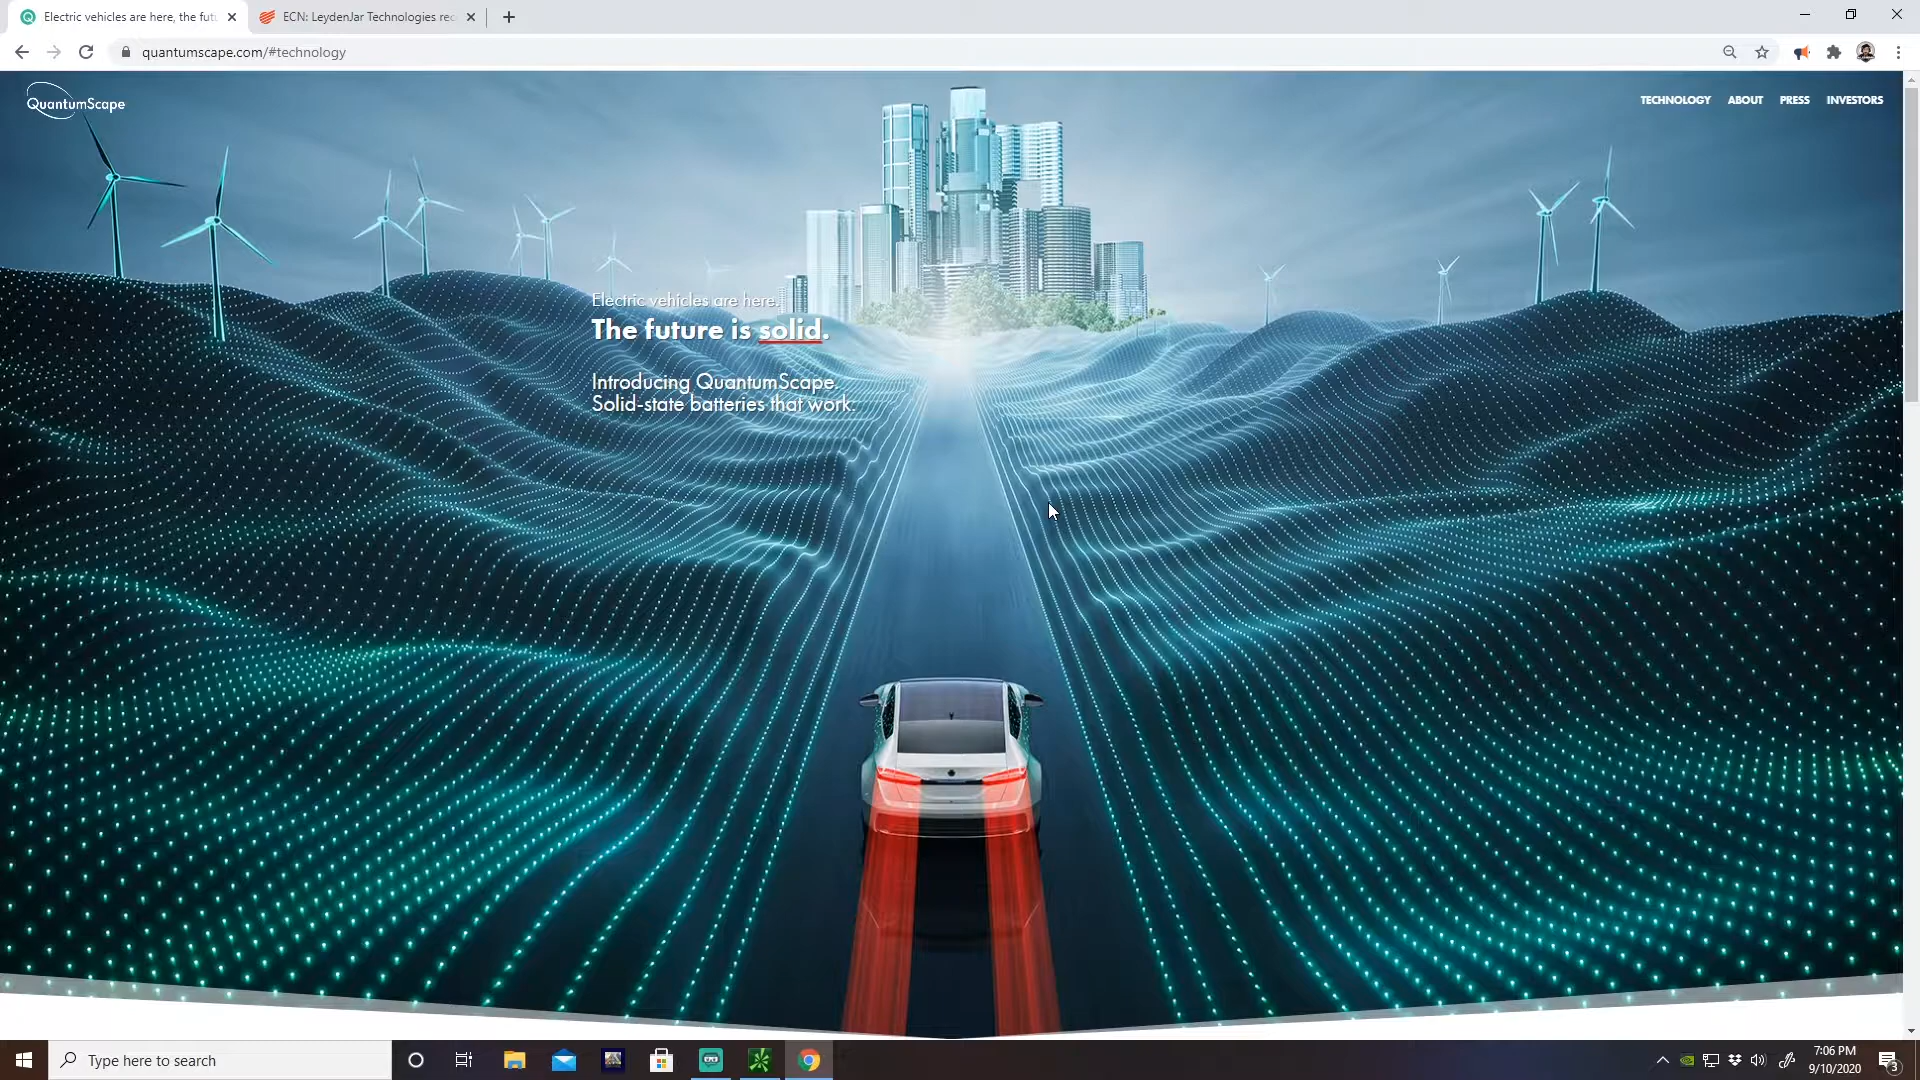 Electric vehicles are here, the futu
ECN: LeydenJar Technologies rec
quantumscape.com/#technology
QuantumScape
TECHNOLOGY ABOUT PRESS INVESTORS
Electric vehicles are here.
The future is solid.
Introducing QuantumScape.
Solid-state batteries that work.
Type here to search
7:06 PM
9/10/2020
3